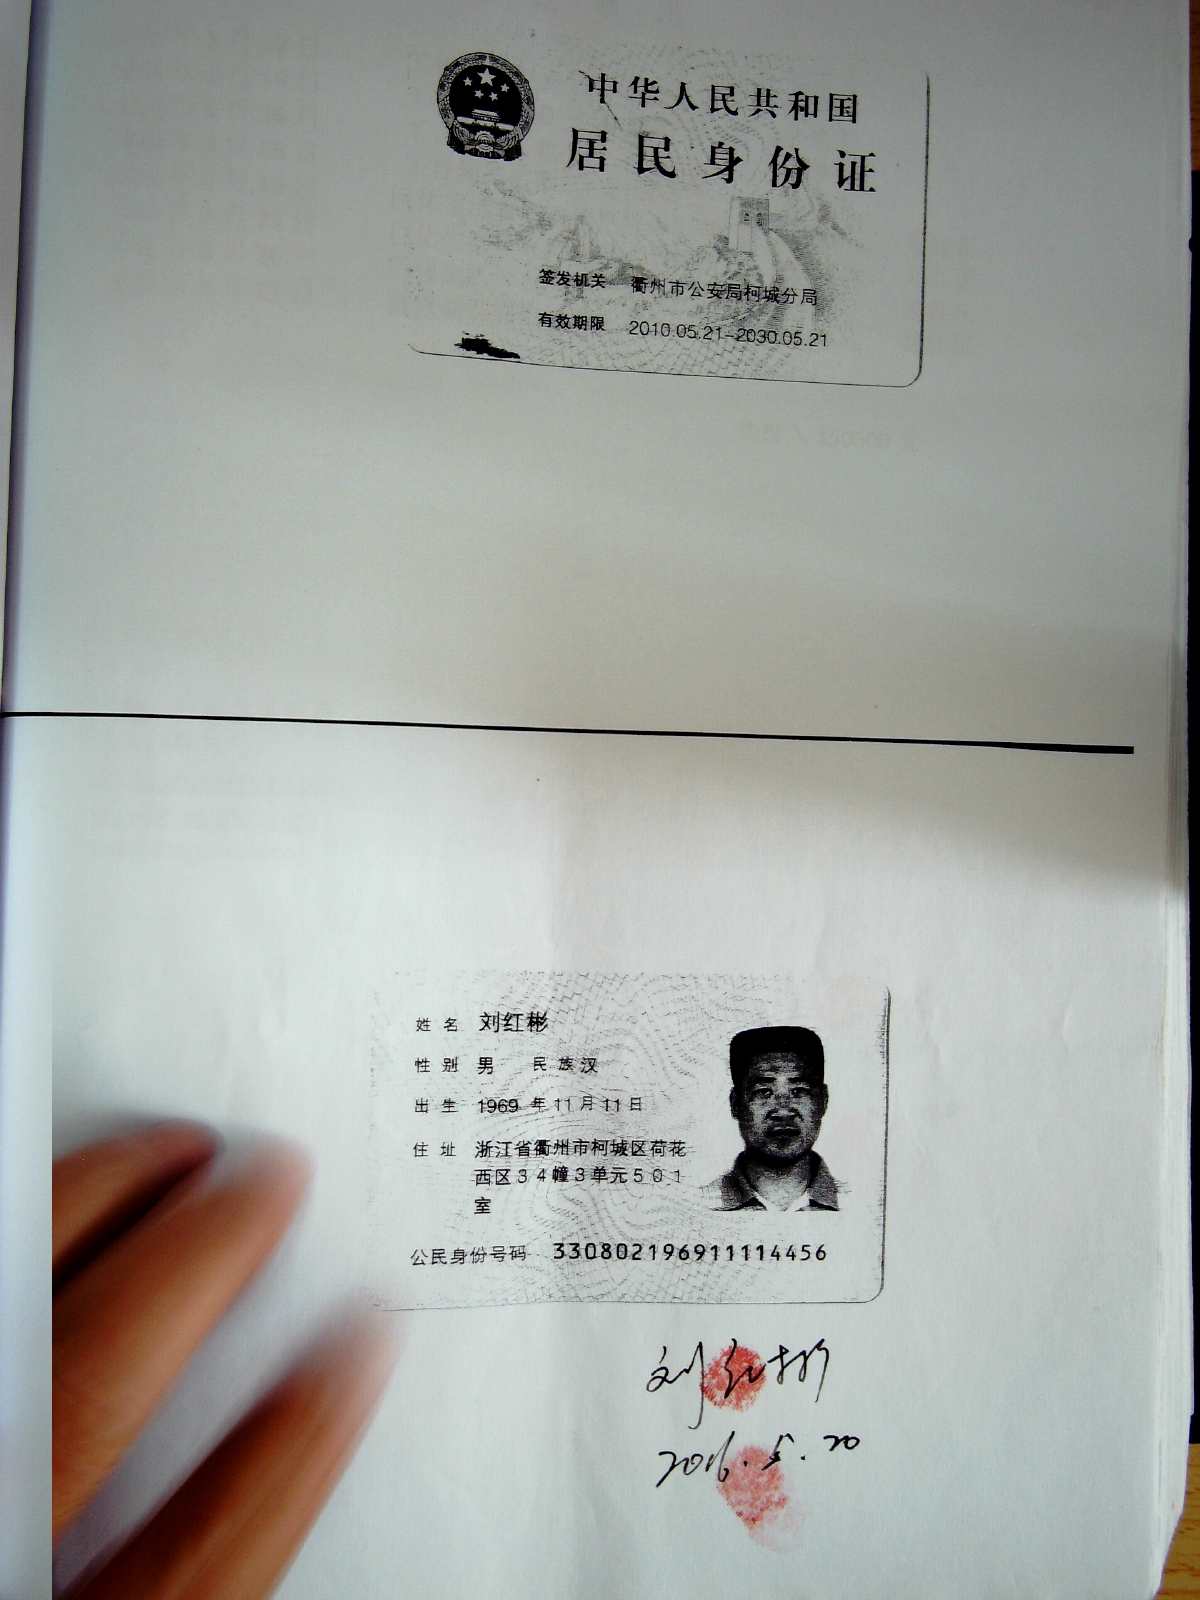 中华人民共和国
居民身份证
签发机关 衢州市公安局柯城分局
有效期限 2010.05.21-2030.05.21
姓名 刘红彬
性别 男 民族汉
出生 1969 年 11 月 11 日
住址 浙江省衢州市柯城区荷花
西区34幢3单元501
室
公民身份号码 330802196911114456
刘红彬
2016.5.20